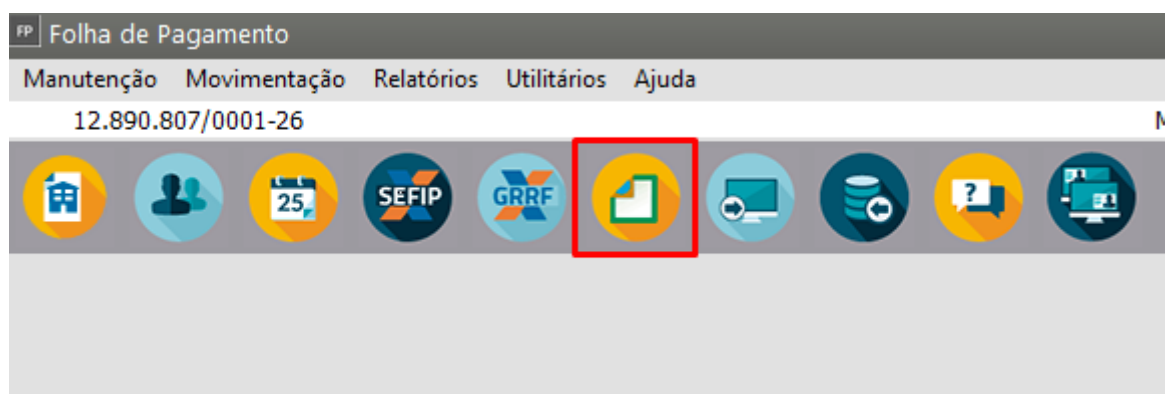 FP Folha de Pagamento
Manutenção Movimentação Relatórios Utilitários Ajuda
12.890.807/0001-26 M
25 SEFIP GRRF ?